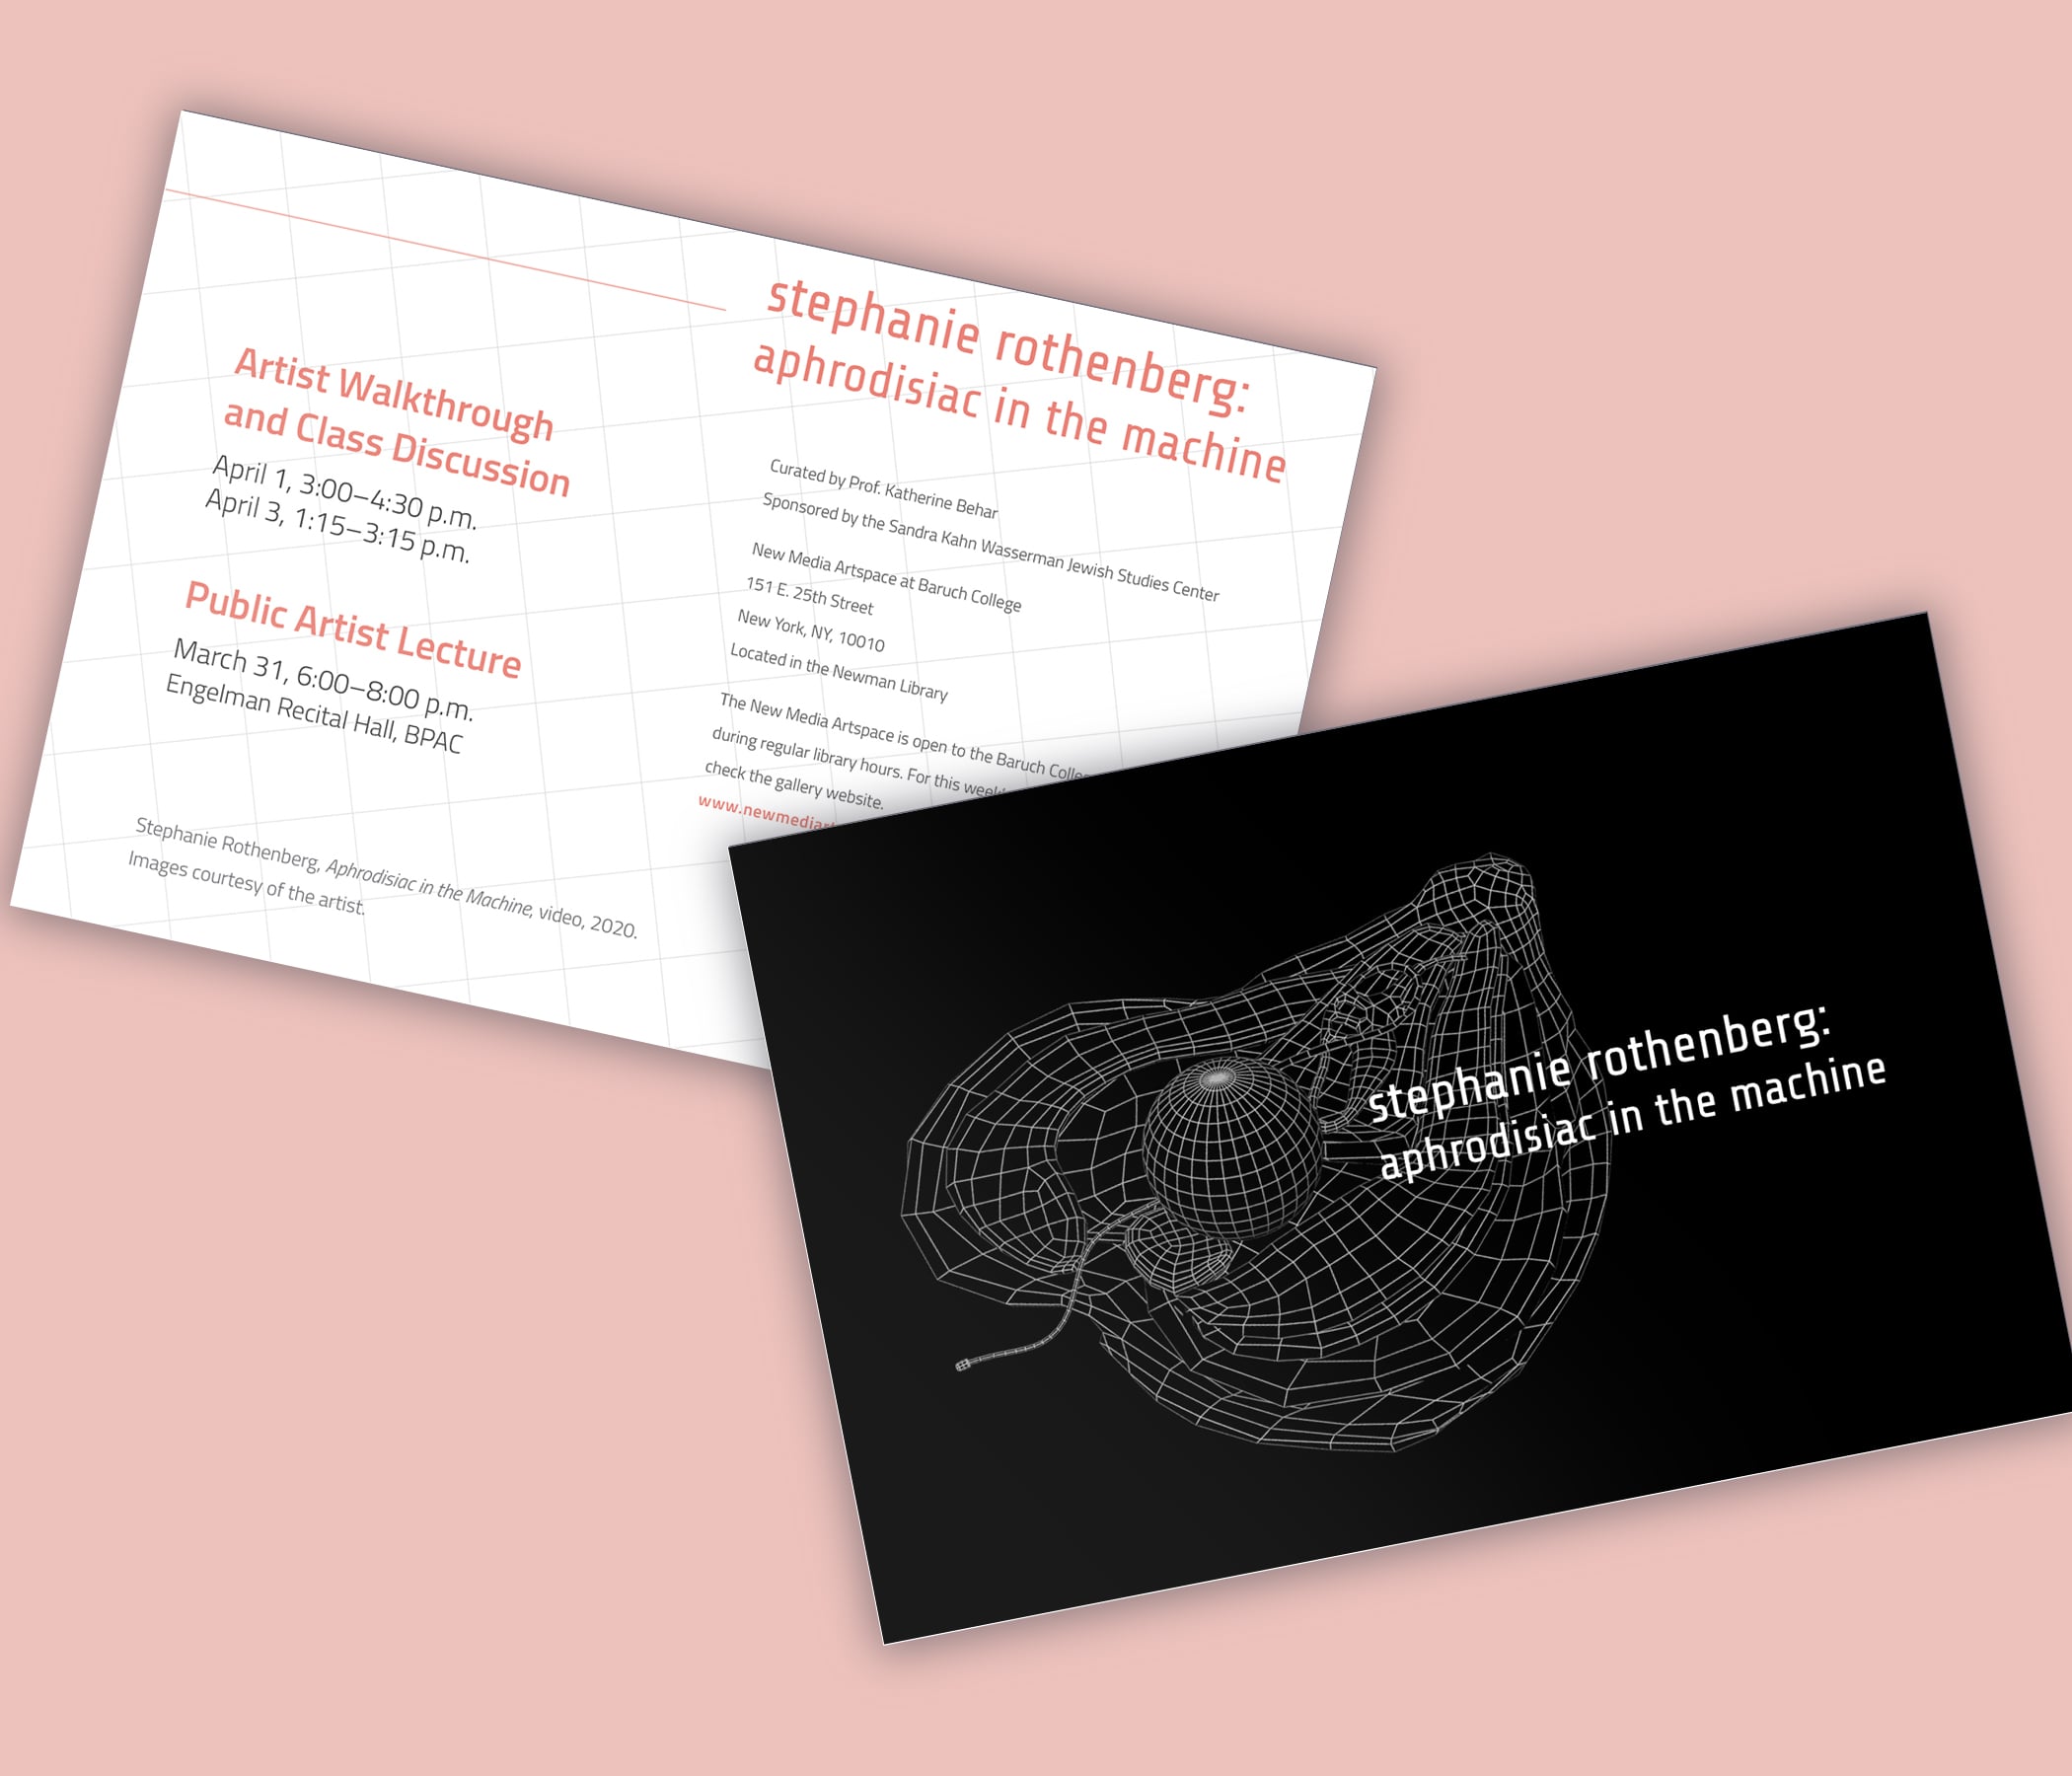 stephanie rothenberg:
aphrodisiac in the machine
Artist Walkthrough
and Class Discussion
April 1, 3:00–4:30 p.m.
April 3, 1:15–3:15 p.m.
Public Artist Lecture
March 31, 6:00–8:00 p.m.
Engelman Recital Hall, BPAC
Stephanie Rothenberg, Aphrodisiac in the Machine, video, 2020.
Images courtesy of the artist.
Curated by Prof. Katherine Behar
Sponsored by the Sandra Kahn Wasserman Jewish Studies Center
New Media Artspace at Baruch College
151 E. 25th Street
New York, NY, 10010
Located in the Newman Library
The New Media Artspace is open to the Baruch
during regular library hours. For this
check the gallery website.
stephanie rothenberg:
aphrodisiac in the machine